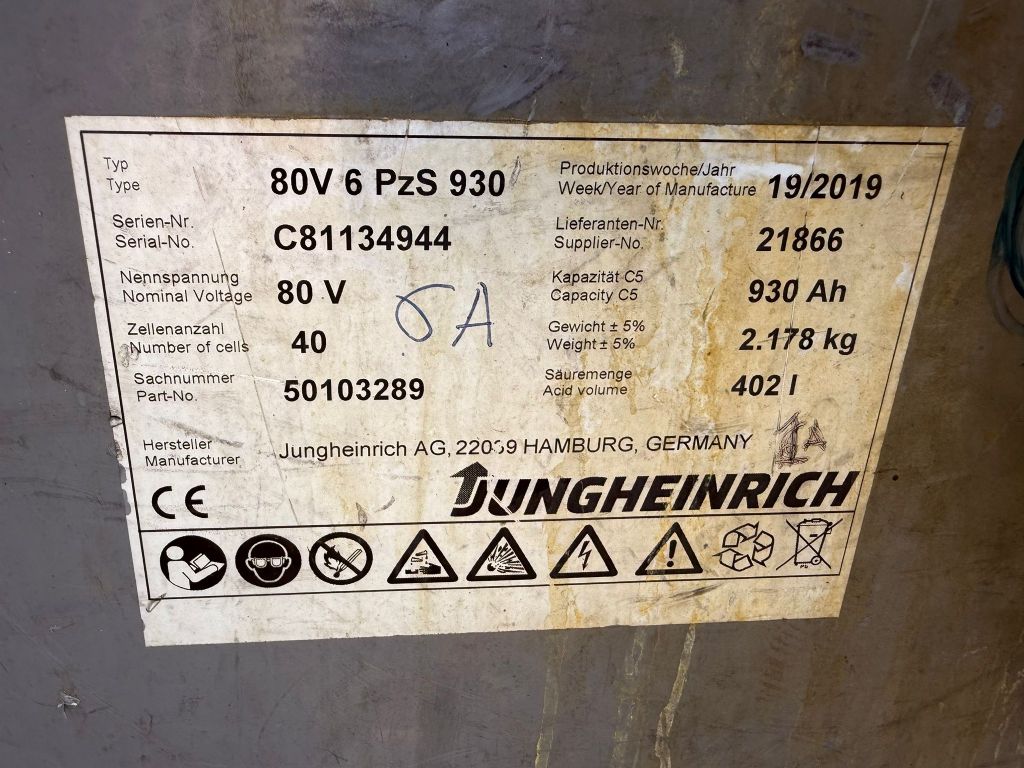 Typ
Type 80V 6 PzS 930
Produktionswoche/Jahr
Week/Year of Manufacture 19/2019
Serien-Nr.
Serial-No. C81134944
Lieferanten-Nr.
Supplier-No. 21866
Nennspannung
Nominal Voltage 80 V
Kapazität C5
Capacity C5 930 Ah
Zellenanzahl
Number of cells 40
Gewicht ± 5%
Weight ± 5% 2.178 kg
Sachnummer
Part-No. 50103289
Säuremenge
Acid volume 402 l
Hersteller
Manufacturer Jungheinrich AG, 22039 HAMBURG, GERMANY
JUNGHEINRICH
CE
Pb